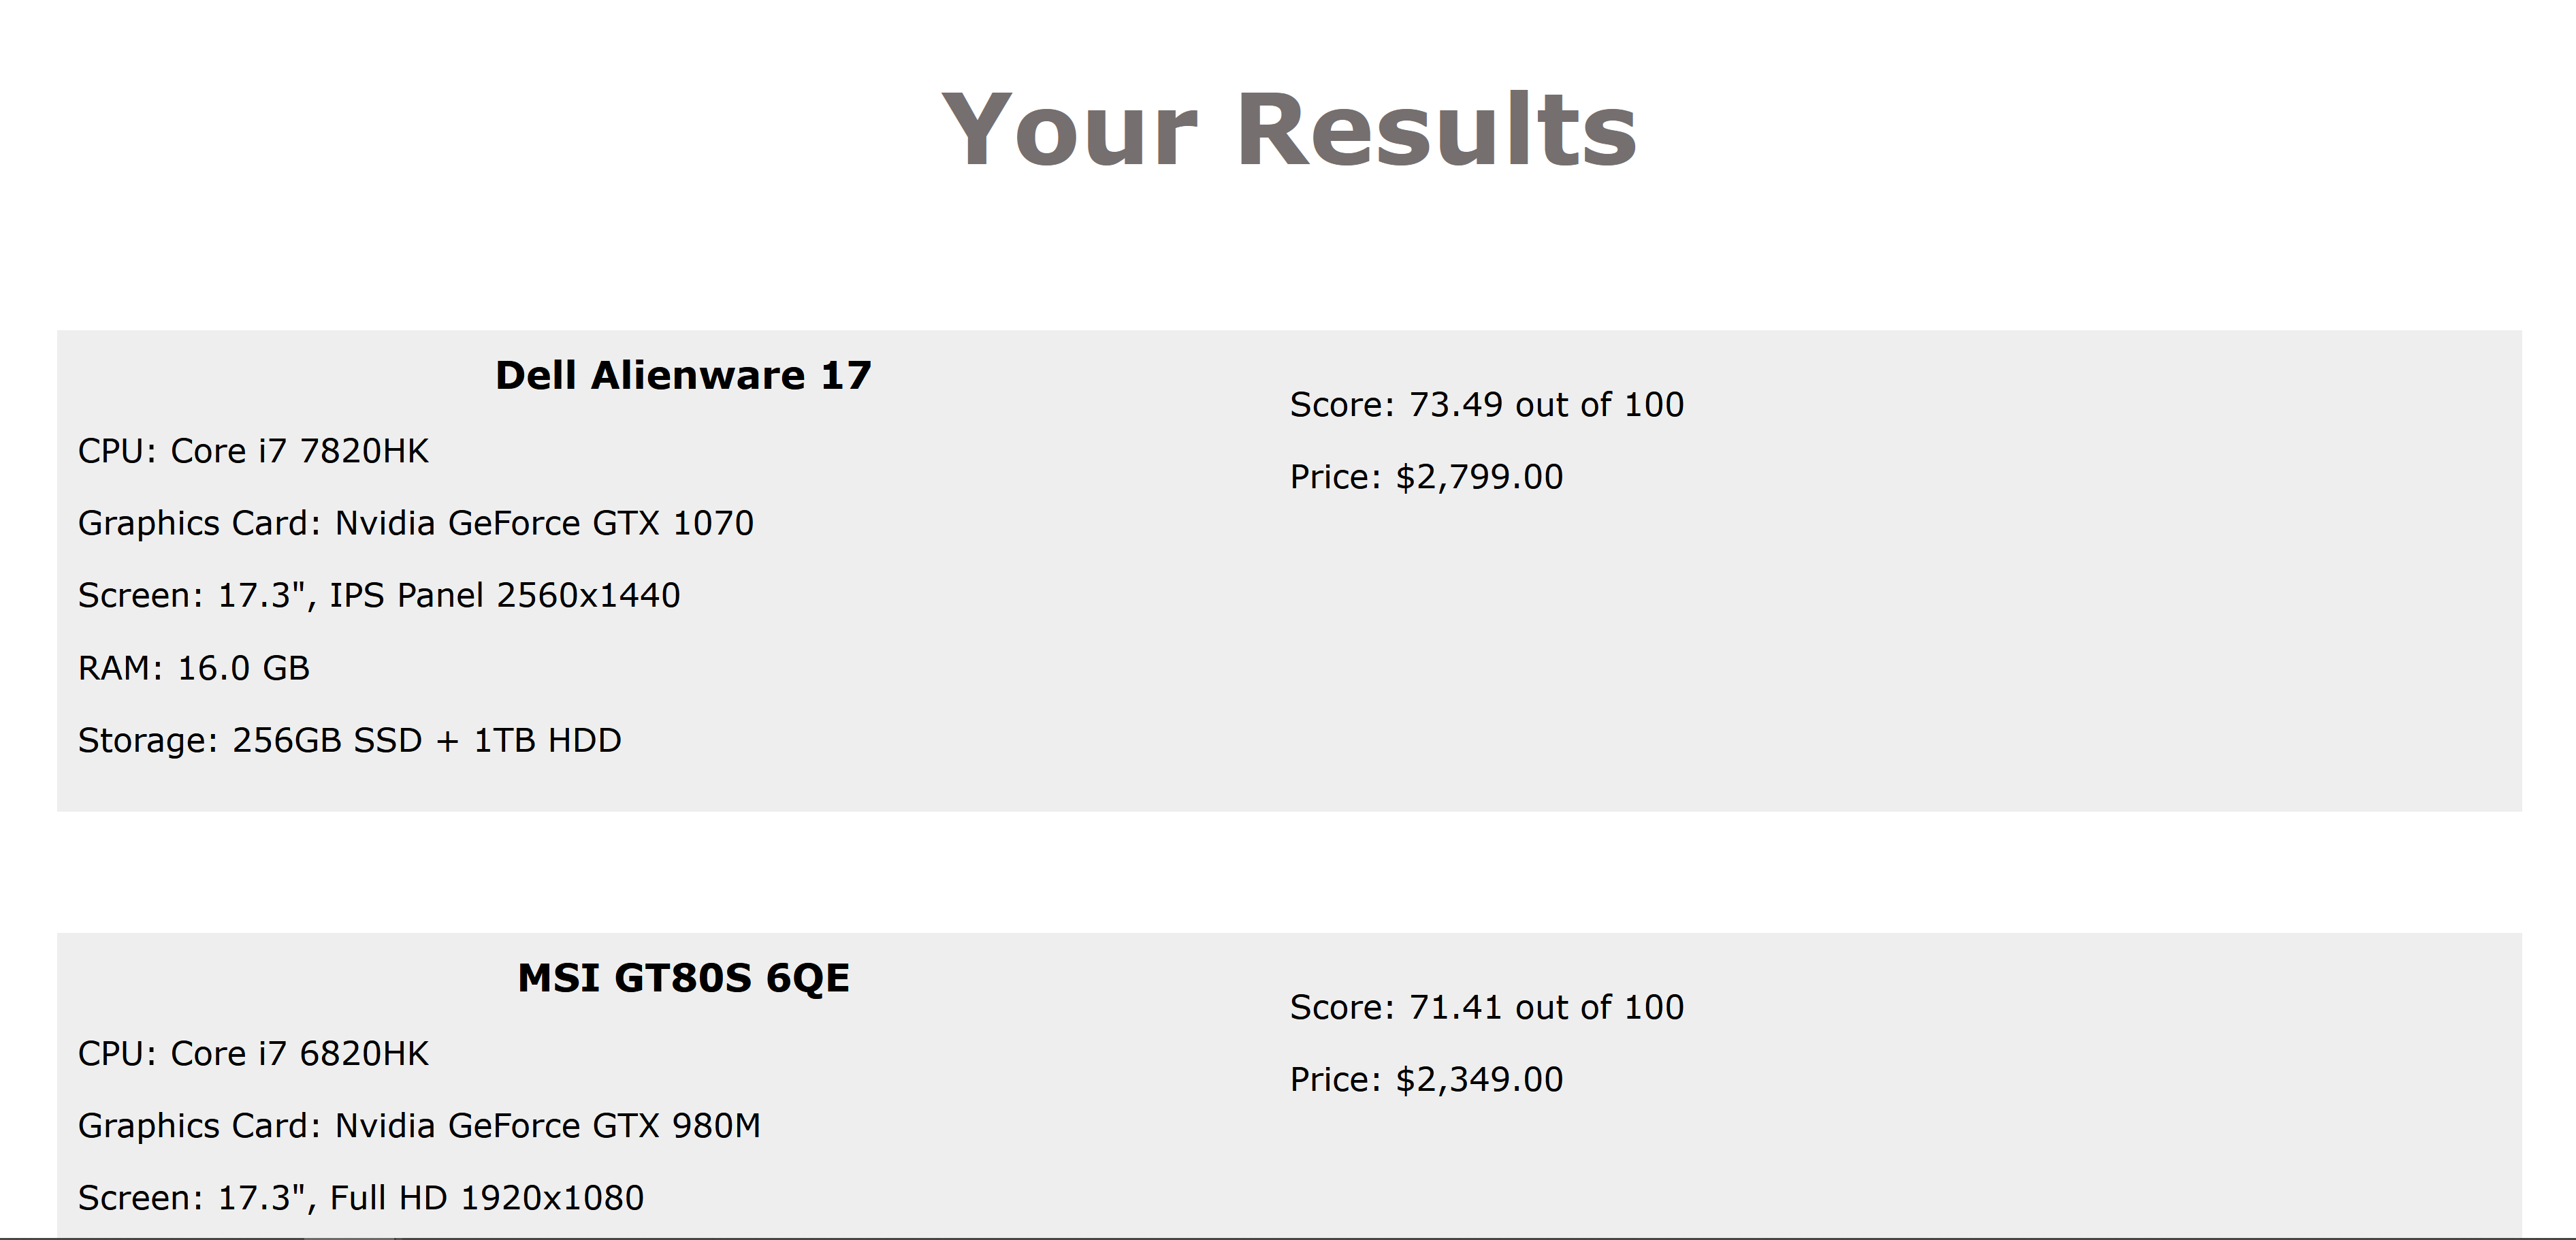 Your Results
Dell Alienware 17
CPU: Core i7 7820HK
Graphics Card: Nvidia GeForce GTX 1070
Screen: 17.3", IPS Panel 2560x1440
RAM: 16.0 GB
Storage: 256GB SSD + 1TB HDD
Score: 73.49 out of 100
Price: $2,799.00
MSI GT80S 6QE
CPU: Core i7 6820HK
Graphics Card: Nvidia GeForce GTX 980M
Screen: 17.3", Full HD 1920x1080
Score: 71.41 out of 100
Price: $2,349.00